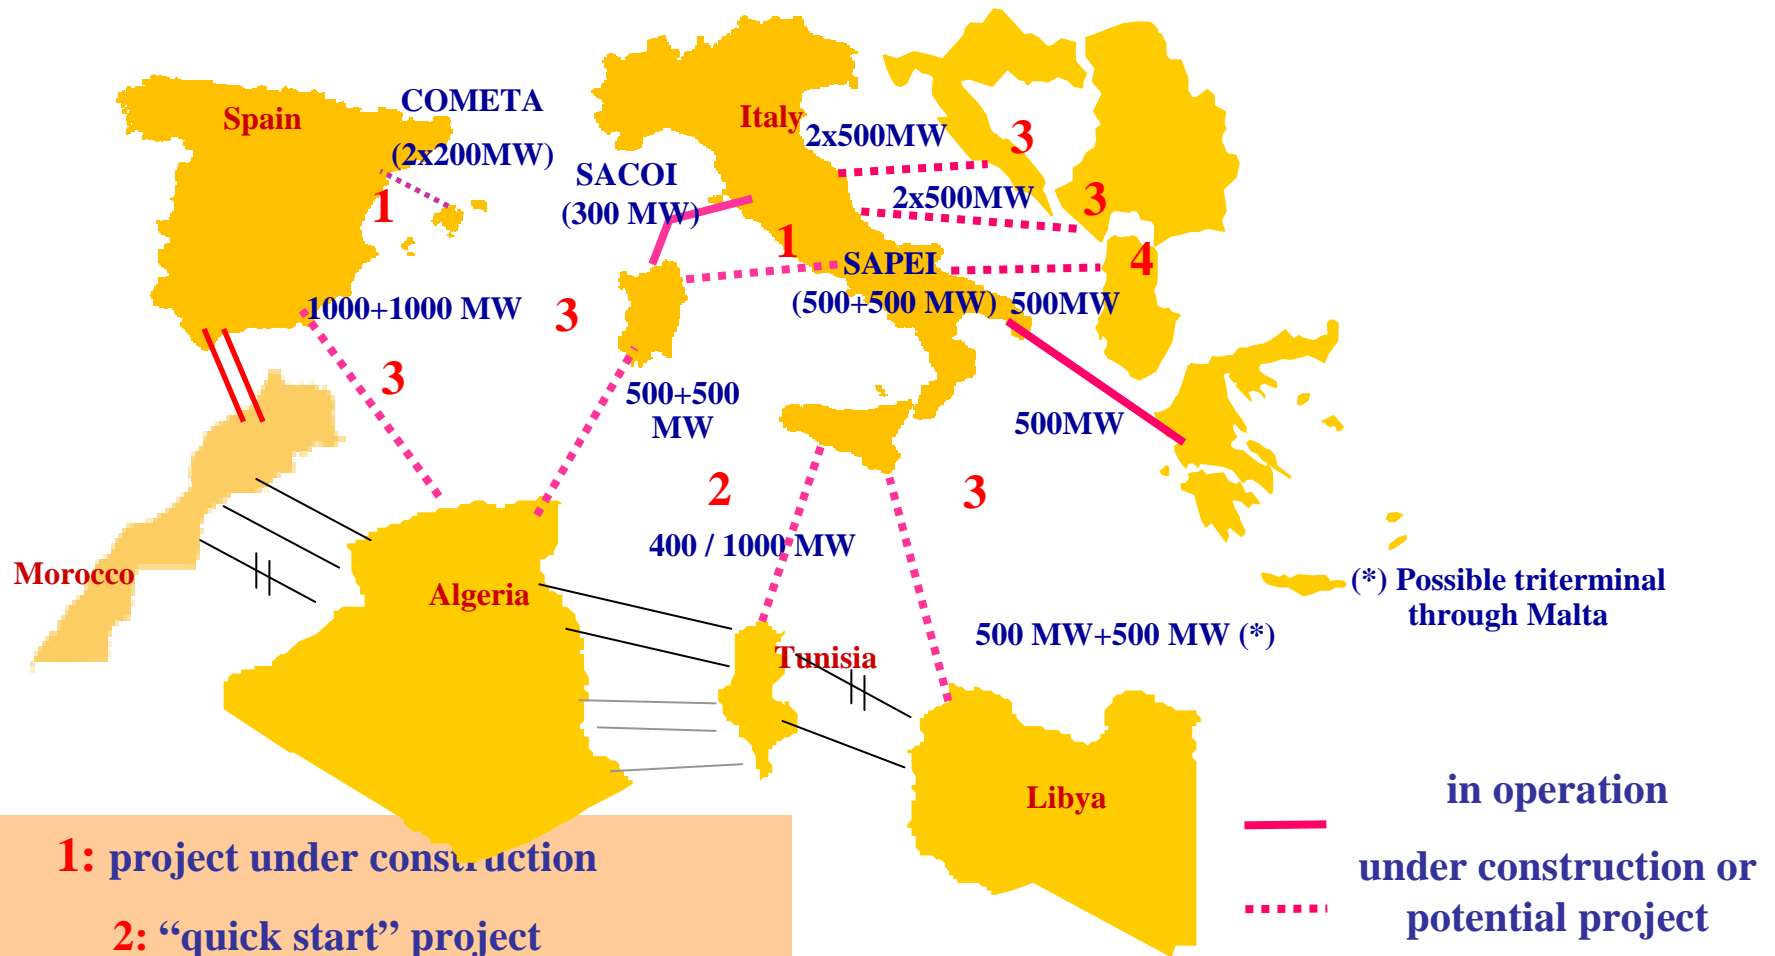 COMETA
Spain
Italy
(2x200MW)
2x500MW
3
SACOI
(300 MW)
2x500MW
3
1
1
SAPEI
4
(500+500 MW)
500MW
1000+1000 MW
3
3
500+500
MW
500MW
2
3
400 / 1000 MW
Morocco
Algeria
(*) Possible triterminal
through Malta
500 MW+500 MW (*)
Tunisia
Libya
in operation
under construction or
potential project
1: project under construction
2: “quick start” project